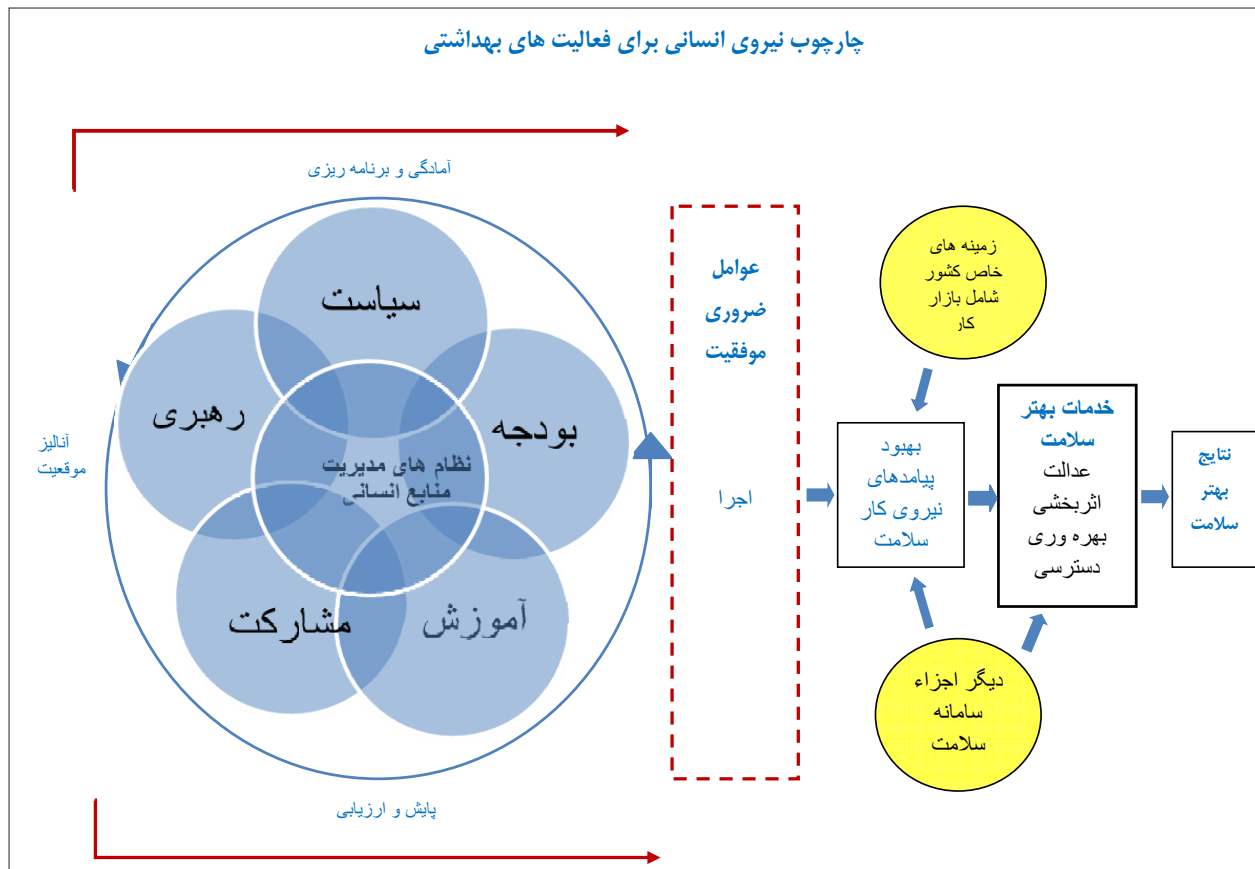 چارچوب نیروی انسانی برای فعالیت های بهداشتی
آمادگی و برنامه ریزی
سیاست
رهبری
بودجه
نظام های مدیریت
منابع انسانی
مشارکت
آموزش
آنالیز
موقعیت
پایش و ارزیابی
عوامل
ضروری
موفقیت
اجرا
زمینه های
خاص کشور
شامل بازار
کار
بهبود
پیامدهای
نیروی کار
سلامت
خدمات بهتر
سلامت
عدالت
اثربخشی
بهره وری
دسترسی
نتایج
بهتر
سلامت
دیگر اجزاء
سامانه
سلامت